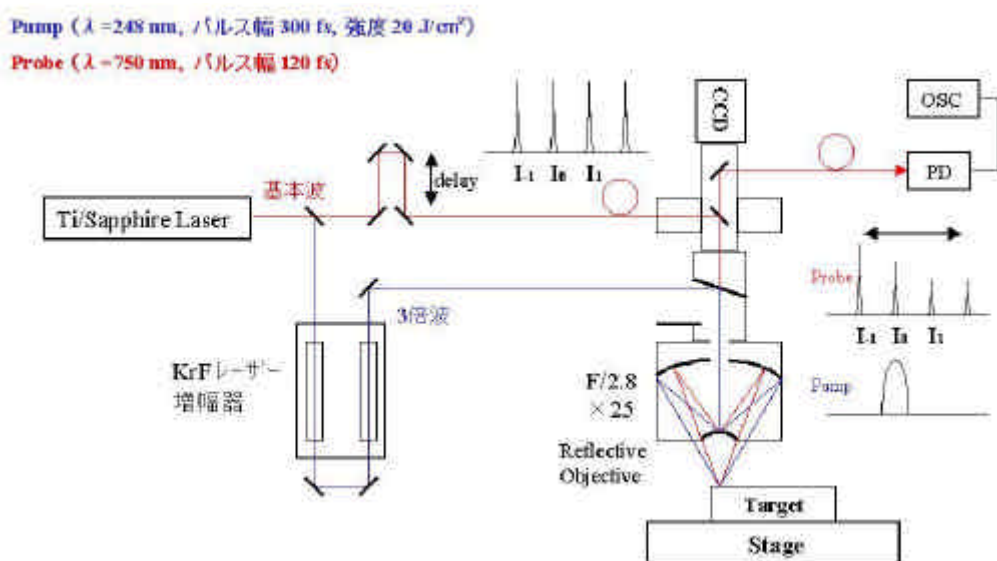 Pump (λ=248 nm, パルス幅 300 fs, 強度 20 J/cm²)
Probe (λ=750 nm, パルス幅 120 fs)
CCD
OSC
PD
I-1 I0 I1
delay
基本波
Ti/Sapphire Laser
3倍波
KrFレーザー
増幅器
F/2.8
×25
Reflective
Objective
Probe
I-1 I0 I1
Pump
Target
Stage